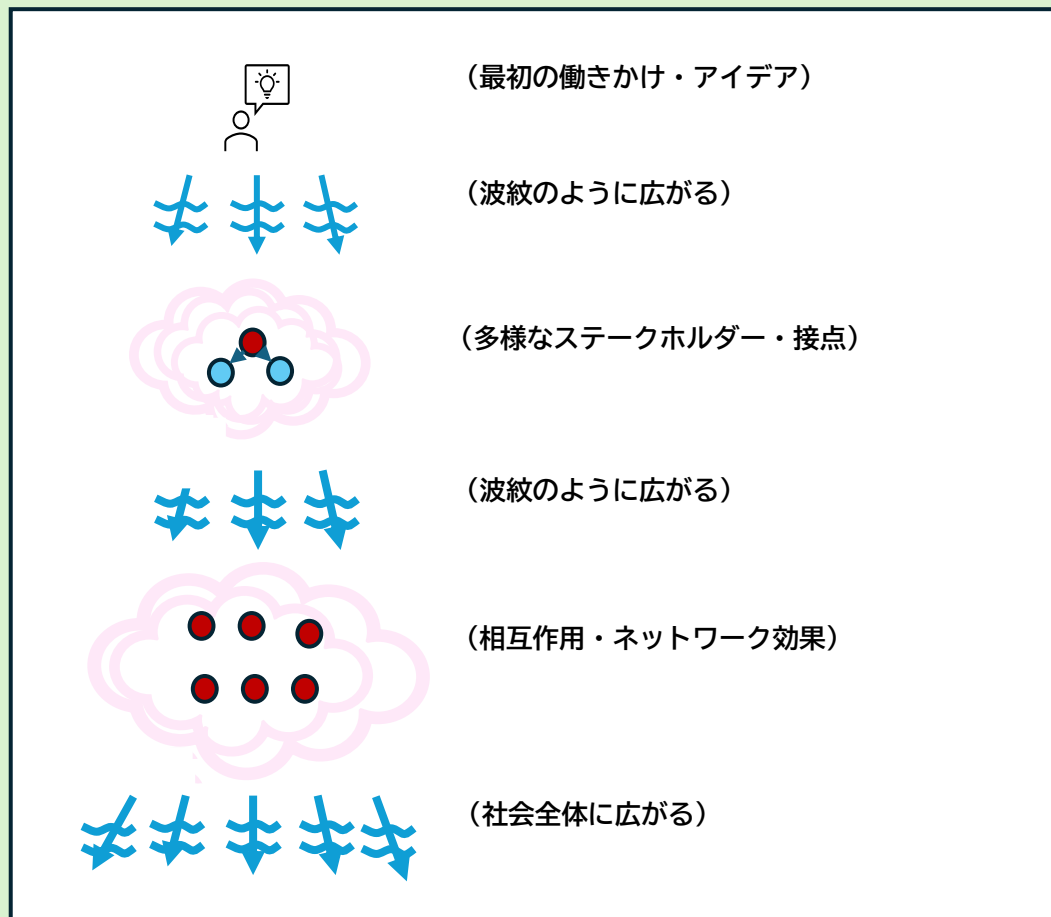 （最初の働きかけ・アイデア）
（波紋のように広がる）
（多様なステークホルダー・接点）
（波紋のように広がる）
（相互作用・ネットワーク効果）
（社会全体に広がる）